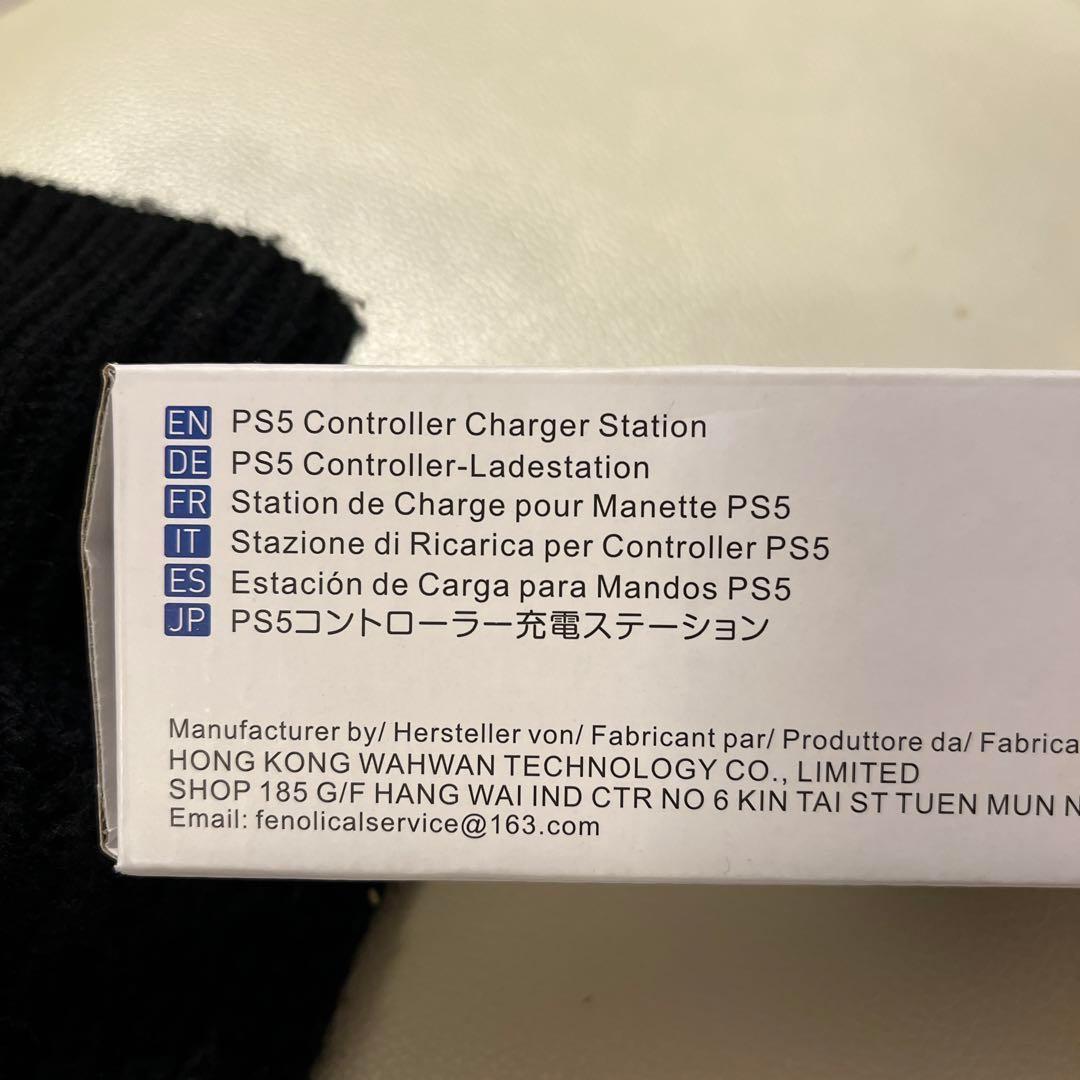 EN PS5 Controller Charger Station
DE PS5 Controller-Ladestation
FR Station de Charge pour Manette PS5
IT Stazione di Ricarica per Controller PS5
ES Estación de Carga para Mandos PS5
JP PS5コントローラー充電ステーション
Manufacturer by/ Hersteller von/ Fabricant par/ Produttore da/ Fabrica
HONG KONG WAHWAN TECHNOLOGY CO., LIMITED
SHOP 185 G/F HANG WAI IND CTR NO 6 KIN TAI ST TUEN MUN N
Email: fenolicalservice@163.com